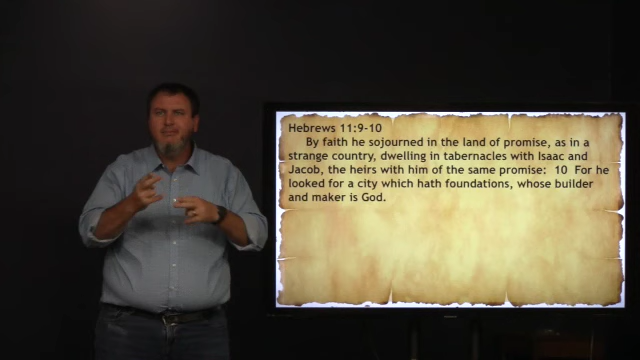 Hebrews 11:9-10
By faith he sojourned in the land of promise, as in a
strange country, dwelling in tabernacles with Isaac and
Jacob, the heirs with him of the same promise: 10 For he
looked for a city which hath foundations, whose builder
and maker is God.